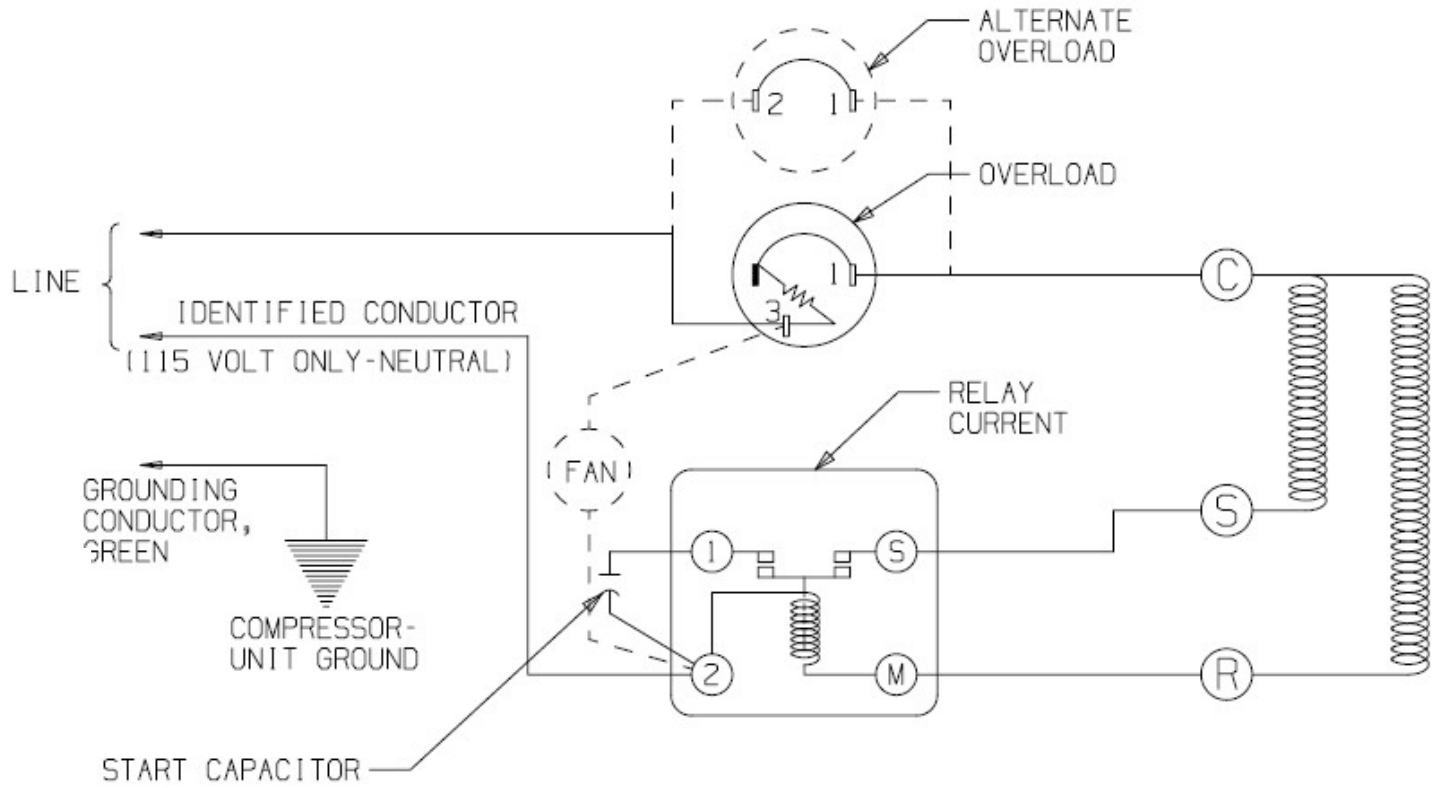 ALTERNATE
OVERLOAD
2 1
OVERLOAD
1
3
LINE
IDENTIFIED CONDUCTOR
(115 VOLT ONLY-NEUTRAL)
C
RELAY
CURRENT
FAN
GROUNDING
CONDUCTOR,
GREEN
S
1
S
COMPRESSOR-
UNIT GROUND
2
M
R
START CAPACITOR